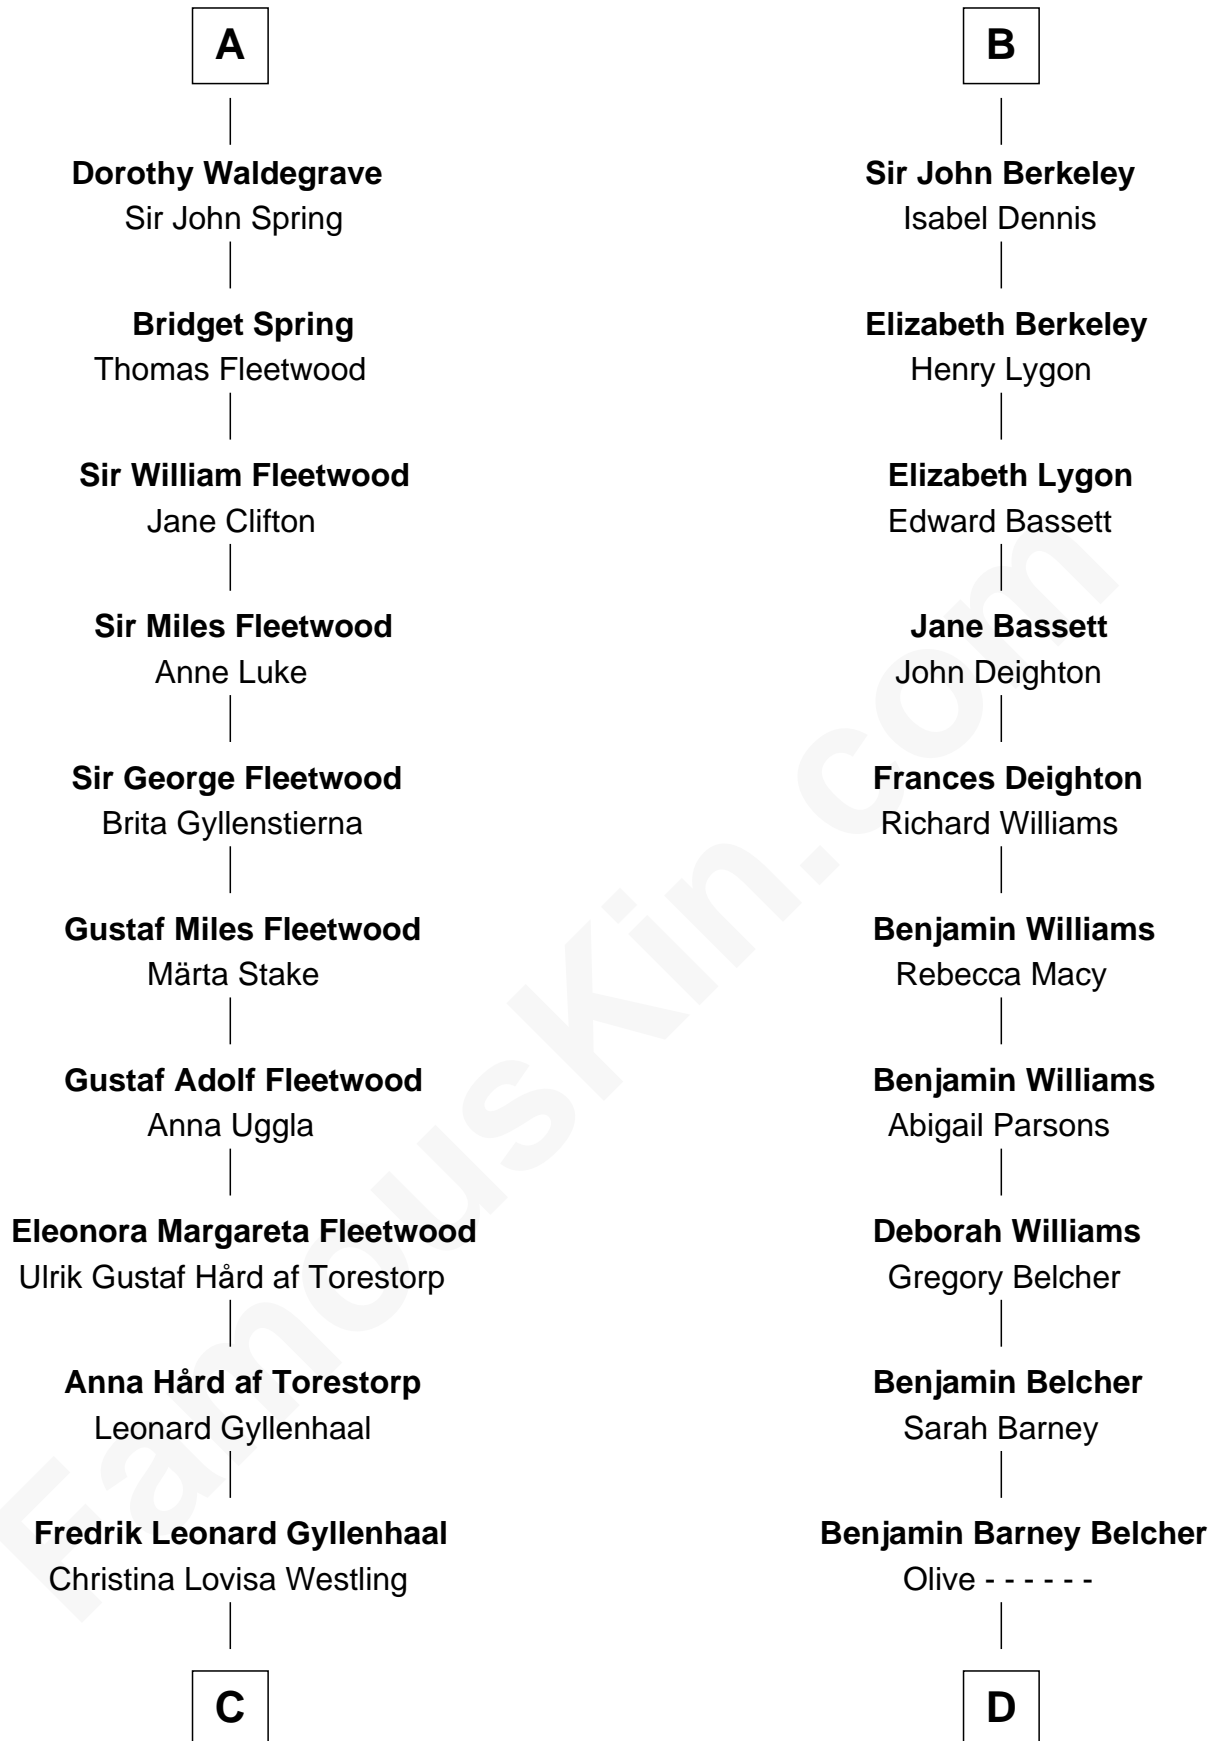 A
Dorothy Waldegrave
Sir John Spring
Bridget Spring
Thomas Fleetwood
Sir William Fleetwood
Jane Clifton
Sir Miles Fleetwood
Anne Luke
Sir George Fleetwood
Brita Gyllenstierna
Gustaf Miles Fleetwood
Märta Stake
Gustaf Adolf Fleetwood
Anna Uggla
Eleonora Margareta Fleetwood
Ulrik Gustaf Hård af Torestorp
Anna Hård af Torestorp
Leonard Gyllenhaal
Fredrik Leonard Gyllenhaal
Christina Lovisa Westling
C
B
Sir John Berkeley
Isabel Dennis
Elizabeth Berkeley
Henry Lygon
Elizabeth Lygon
Edward Bassett
Jane Bassett
John Deighton
Frances Deighton
Richard Williams
Benjamin Williams
Rebecca Macy
Benjamin Williams
Abigail Parsons
Deborah Williams
Gregory Belcher
Benjamin Belcher
Sarah Barney
Benjamin Barney Belcher
Olive - - - - - -
D
FamousKin.com